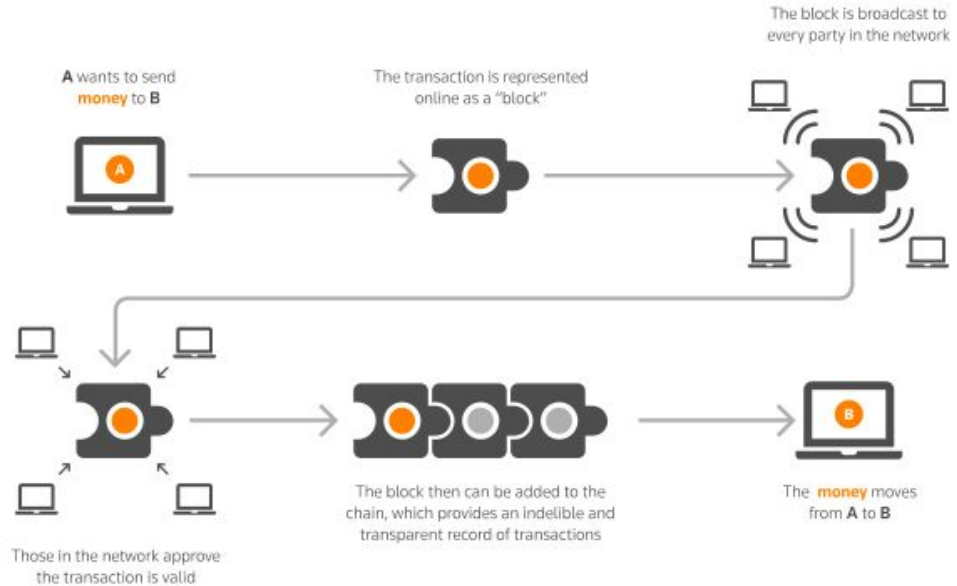 A wants to send
money to B
A
The transaction is represented
online as a "block"
The block is broadcast to
every party in the network
Those in the network approve
the transaction is valid
The block then can be added to the
chain, which provides an indelible and
transparent record of transactions
B
The money moves
from A to B